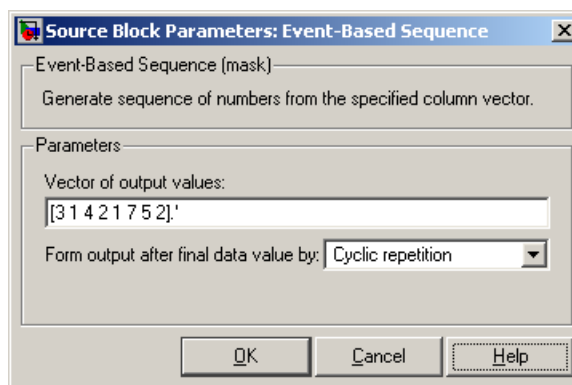 Source Block Parameters: Event-Based Sequence
Event-Based Sequence (mask)
Generate sequence of numbers from the specified column vector.
Parameters
Vector of output values:
[3 1 4 2 1 7 5 2].'
Form output after final data value by: Cyclic repetition
OK Cancel Help